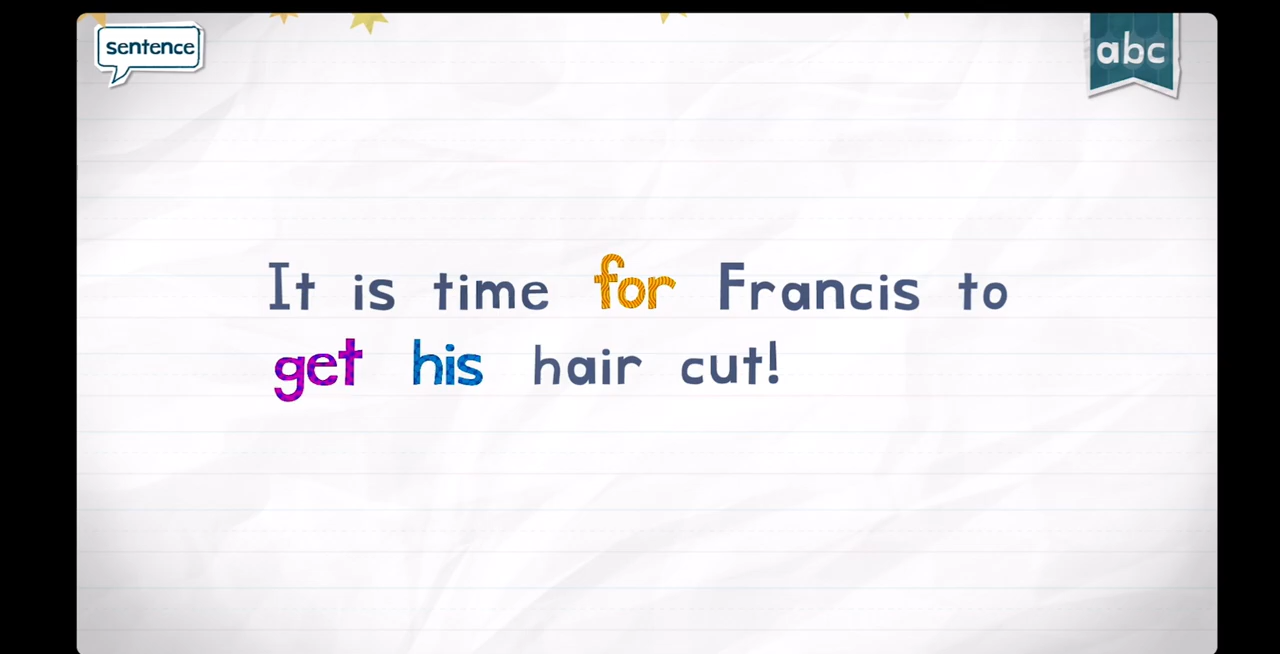 sentence
abc
It is time for Francis to
get his hair cut!